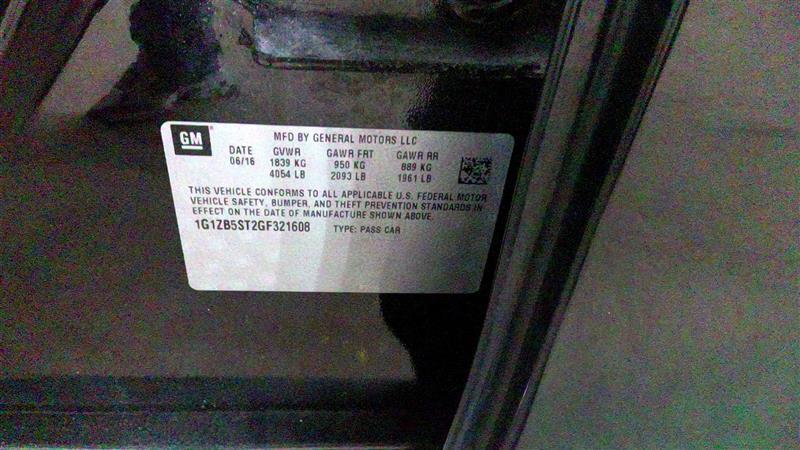 GM
MFD BY GENERAL MOTORS LLC
DATE GVWR GAWR FRT GAWR RR
06/16 1839 KG 950 KG 889 KG
4054 LB 2093 LB 1961 LB
THIS VEHICLE CONFORMS TO ALL APPLICABLE U.S. FEDERAL MOTOR
VEHICLE SAFETY, BUMPER, AND THEFT PREVENTION STANDARDS IN
EFFECT ON THE DATE OF MANUFACTURE SHOWN ABOVE.
1G1ZB5ST2GF321608 TYPE: PASS CAR